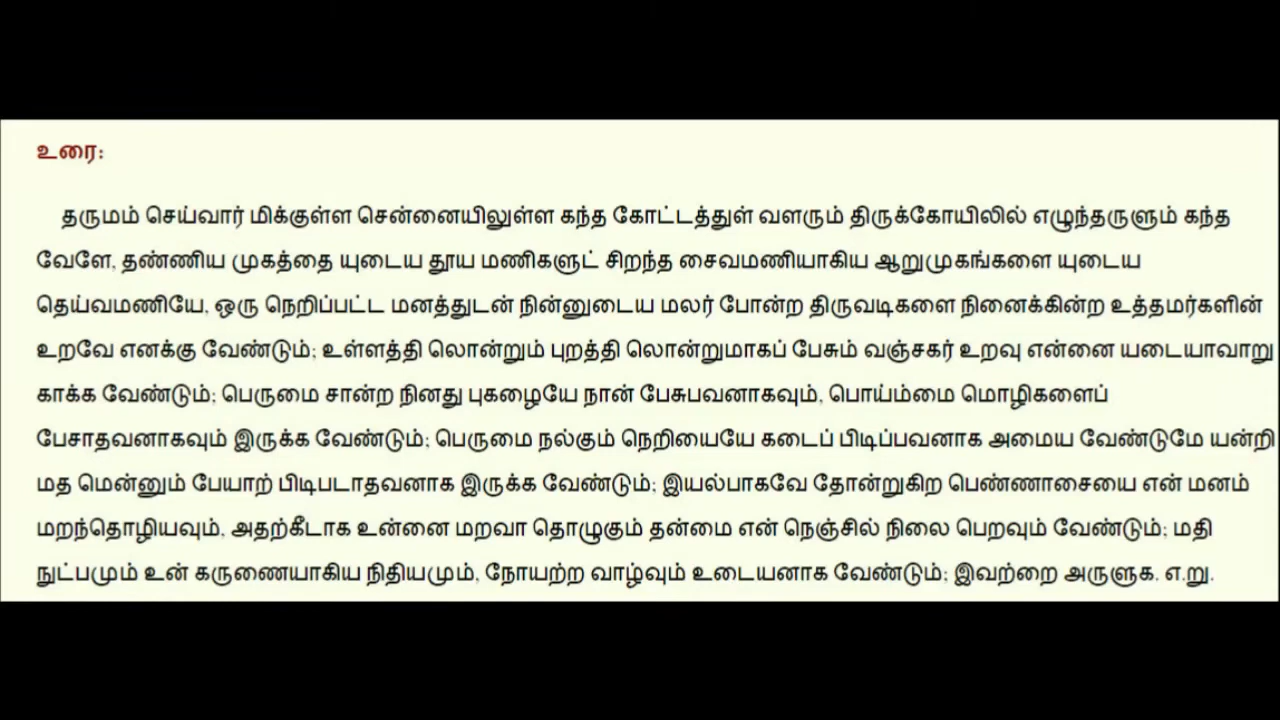 உரை:
தருமம் செய்வார் மிக்குள்ள சென்னையிலுள்ள கந்த கோட்டத்துள் வளரும் திருக்கோயிலில் எழுந்தருளும் கந்த
வேளே, தண்ணிய முகத்தை யுடைய தூய மணிகளுட் சிறந்த சைவமணியாகிய ஆறுமுகங்களை யுடைய
தெய்வமணியே, ஒரு நெறிப்பட்ட மனத்துடன் நின்னுடைய மலர் போன்ற திருவடிகளை நினைக்கின்ற உத்தமர்களின்
உறவே எனக்கு வேண்டும்; உள்ளத்தி லொன்றும் புறத்தி லொன்றுமாகப் பேசும் வஞ்சகர் உறவு என்னை யடையாவாறு
காக்க வேண்டும்; பெருமை சான்ற நினது புகழையே நான் பேசுபவனாகவும், பொய்ம்மை மொழிகளைப்
பேசாதவனாகவும் இருக்க வேண்டும்; பெருமை நல்கும் நெறியையே கடைப் பிடிப்பவனாக அமைய வேண்டுமே யன்றி
மத மென்னும் பேயாற் பிடிபடாதவனாக இருக்க வேண்டும்; இயல்பாகவே தோன்றுகிற பெண்ணாசையை என் மனம்
மறந்தொழியவும், அதற்கீடாக உன்னை மறவா தொழுகும் தன்மை என் நெஞ்சில் நிலை பெறவும் வேண்டும்; மதி
நுட்பமும் உன் கருணையாகிய நிதியமும், நோயற்ற வாழ்வும் உடையனாக வேண்டும்; இவற்றை அருளுக. எ.று.